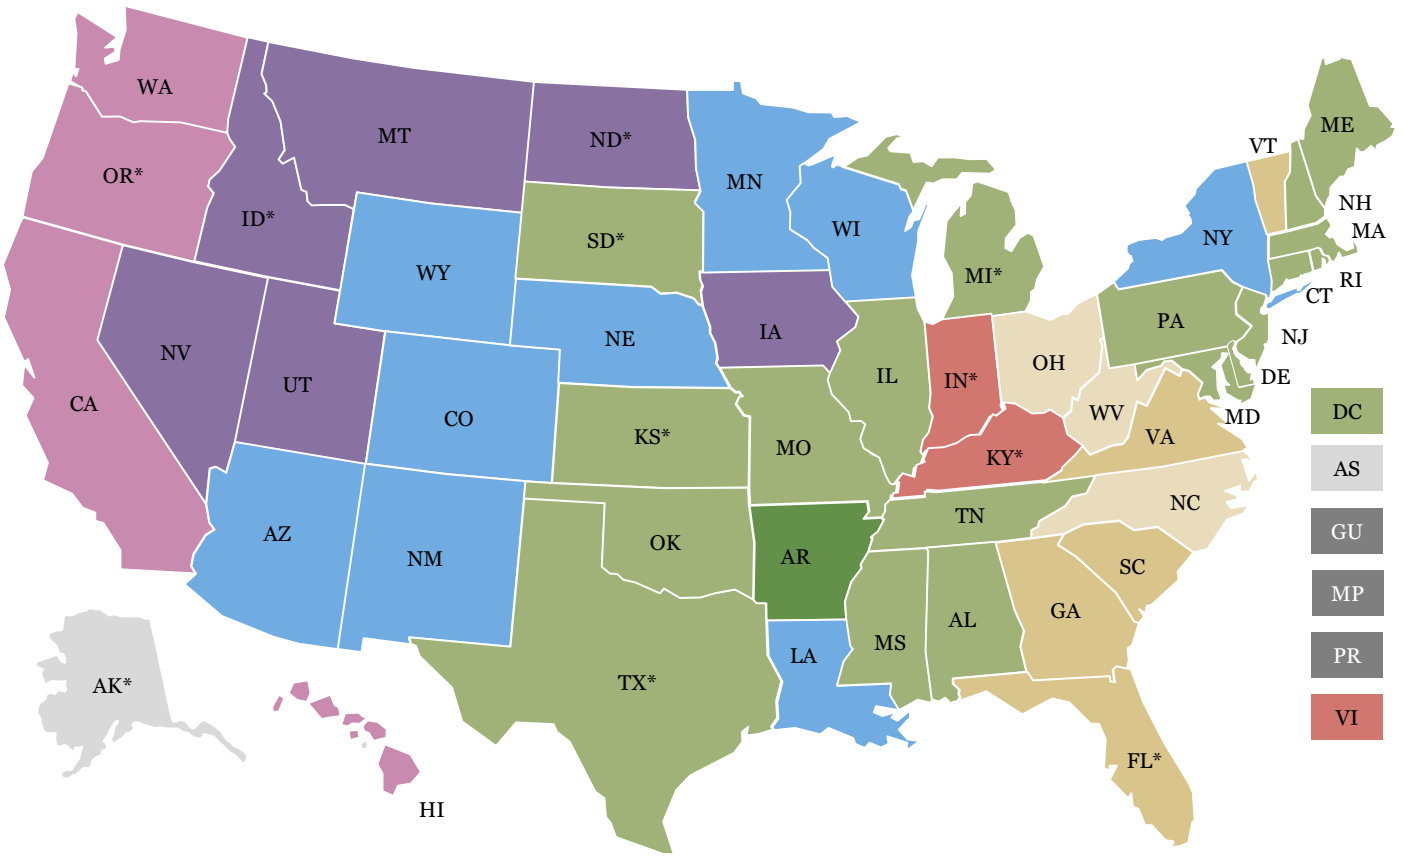 WA
MT
ND*
OR*
ID*
MN
SD*
WI
MI*
WY
NE
IA
NV
UT
CA
CO
KS*
MO
IL
IN*
OH
PA
NY
VT
ME
NH
MA
RI
CT
NJ
DE
MD
WV
VA
KY*
NC
TN
SC
AZ
NM
OK
AR
TX*
LA
MS
AL
GA
FL*
AK*
HI
DC
AS
GU
MP
PR
VI